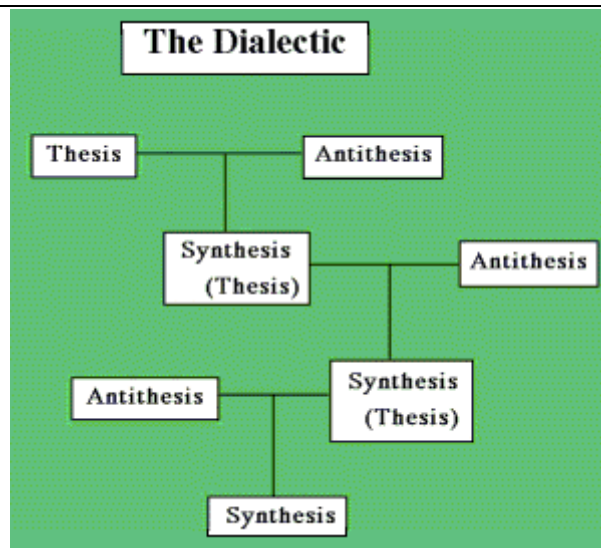 The Dialectic
Thesis
Antithesis
Synthesis
(Thesis)
Antithesis
Antithesis
Synthesis
(Thesis)
Synthesis